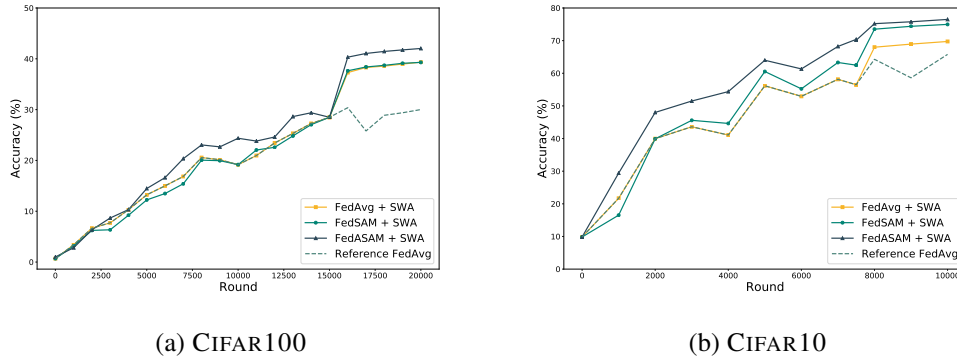 50
40
30
20
10
0
Accuracy (%)
0 2500 5000 7500 10000 12500 15000 17500 20000
Round
FedAvg + SWA
FedSAM + SWA
FedASAM + SWA
Reference FedAvg
(a) CIFAR100
80
70
60
50
40
30
20
10
0
Accuracy (%)
0 2000 4000 6000 8000 10000
Round
FedAvg + SWA
FedSAM + SWA
FedASAM + SWA
Reference FedAvg
(b) CIFAR10